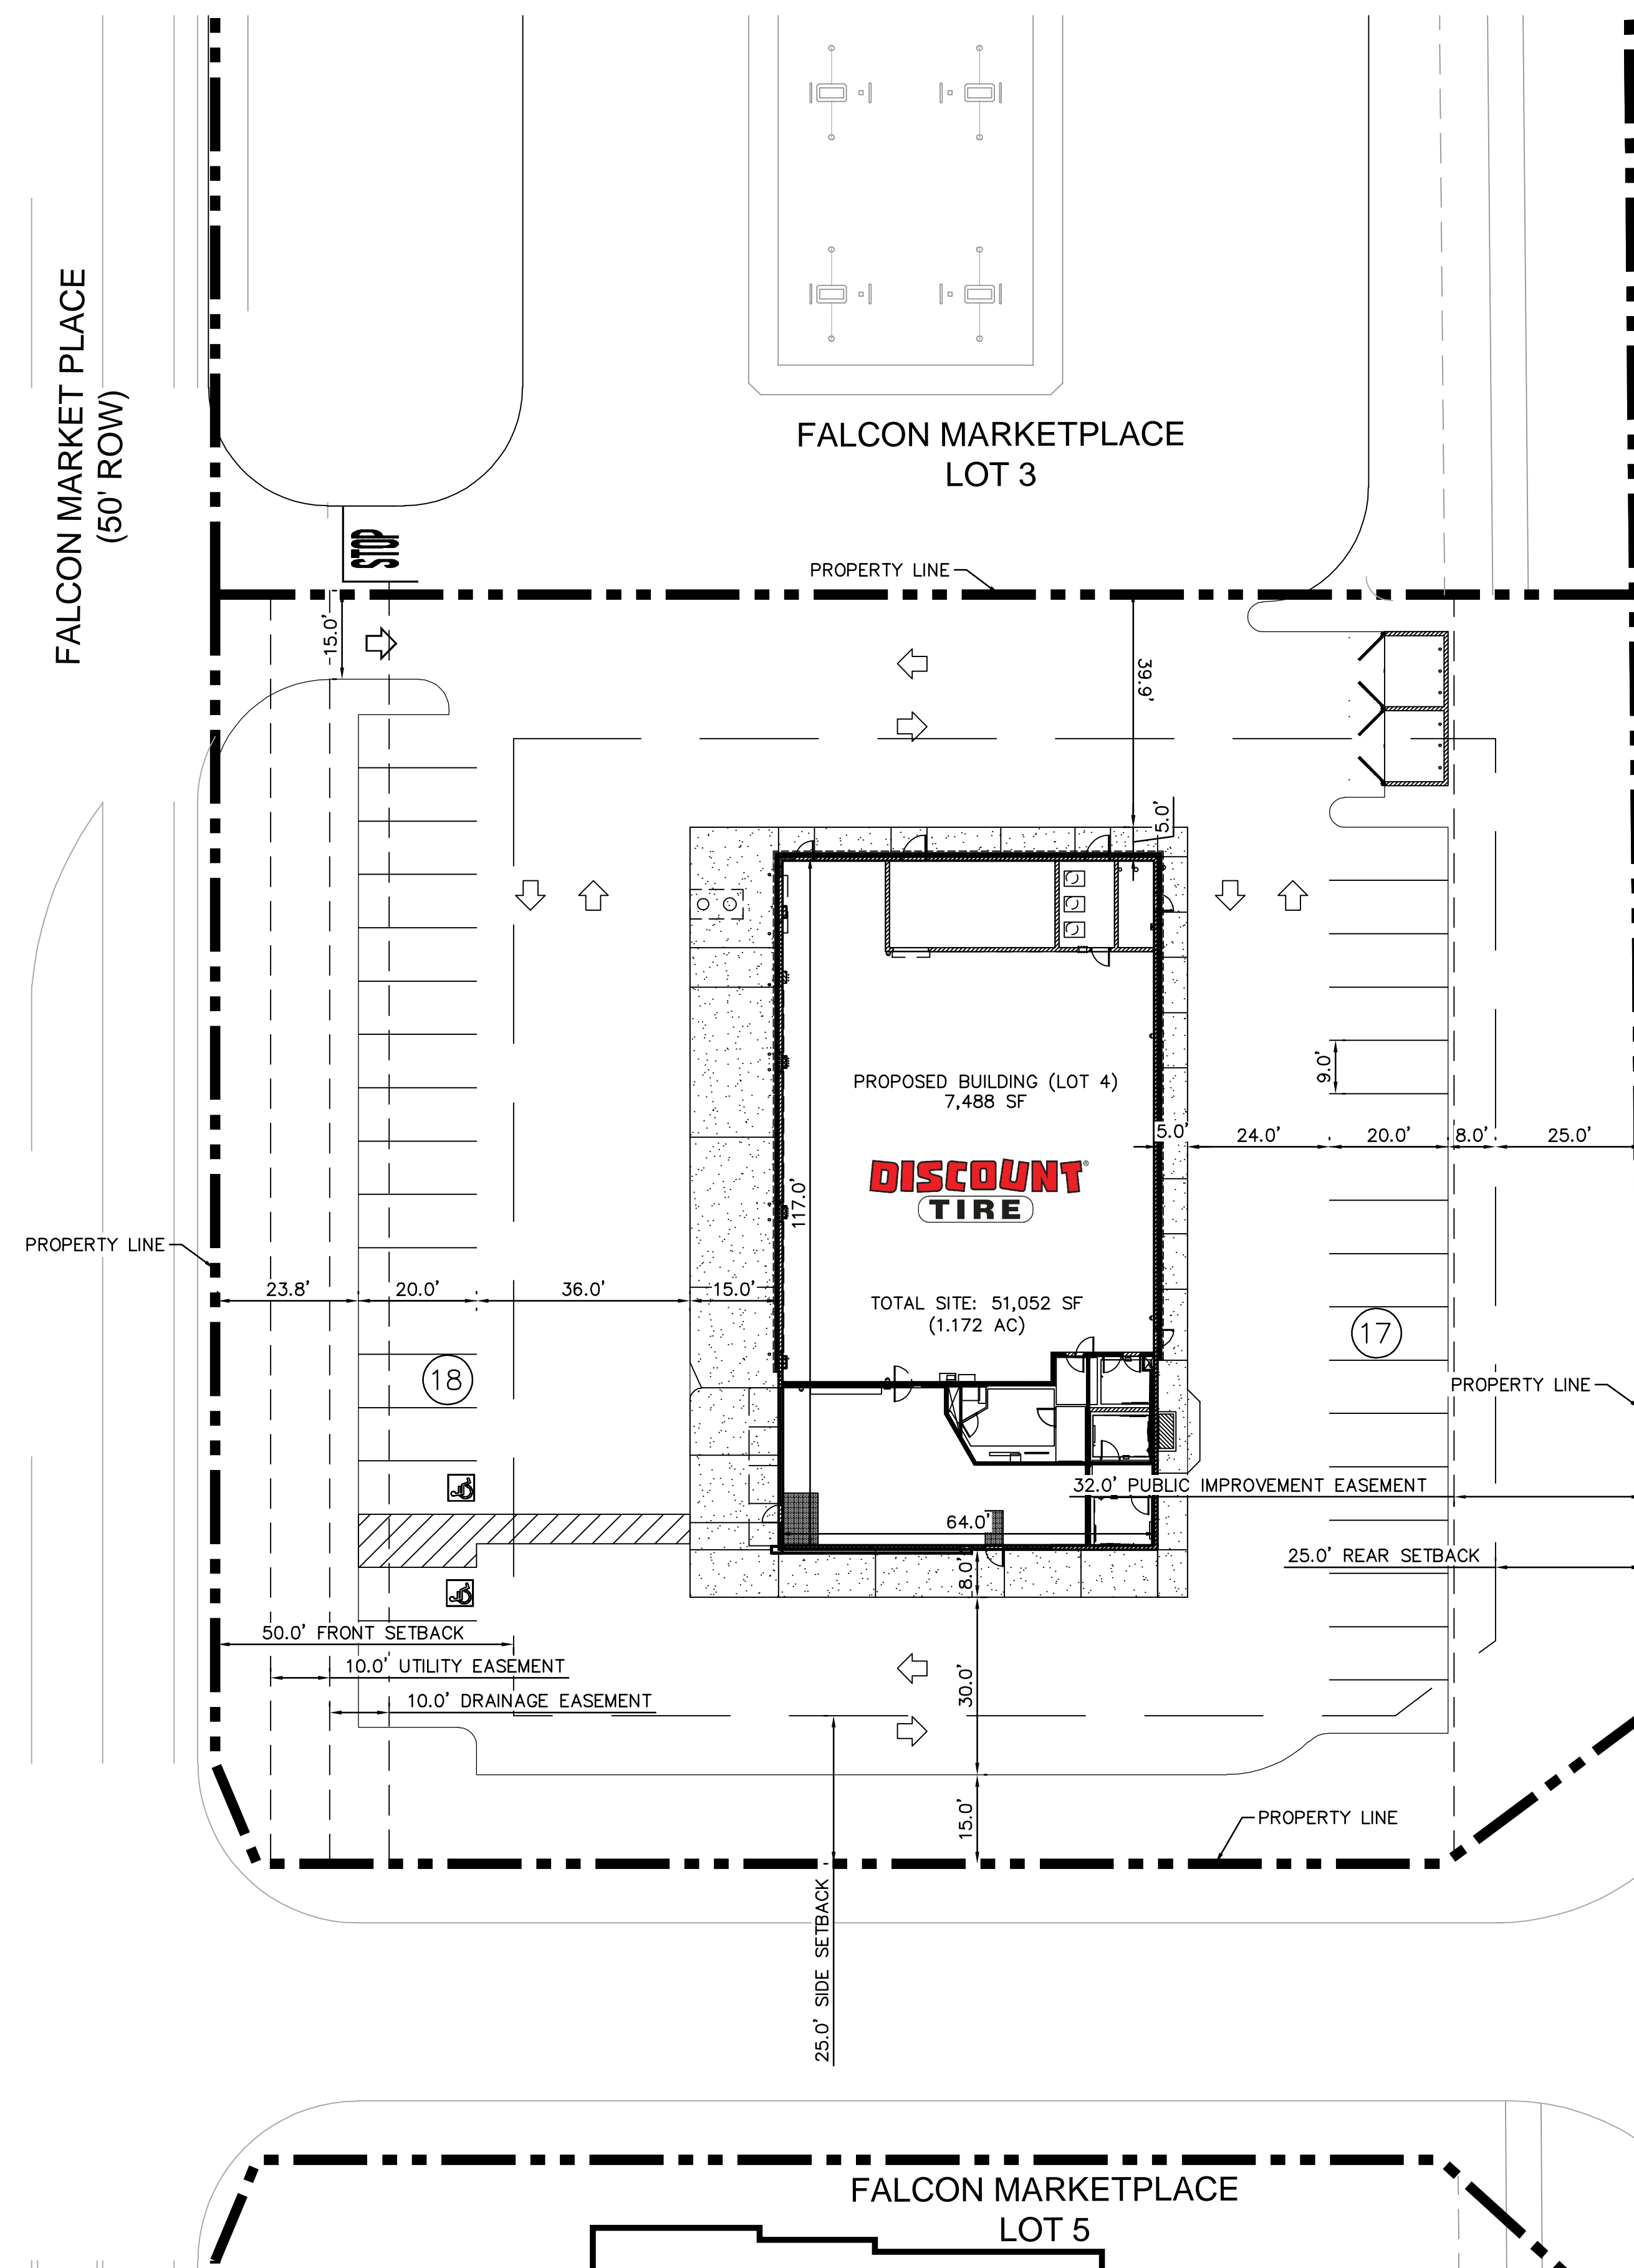 FALCON MARKET PLACE
(50' ROW)
FALCON MARKETPLACE
LOT 3
STOP
PROPERTY LINE
15.0'
39.9'
5.0'
PROPOSED BUILDING (LOT 4)
7,488 SF
9.0'
5.0'
24.0'
20.0'
8.0'
25.0'
DISCOUNT®
TIRE
117.0'
PROPERTY LINE
23.8'
20.0'
36.0'
15.0'
TOTAL SITE: 51,052 SF
(1.172 AC)
17
18
PROPERTY LINE
32.0' PUBLIC IMPROVEMENT EASEMENT
64.0'
25.0' REAR SETBACK
8.0'
50.0' FRONT SETBACK
10.0' UTILITY EASEMENT
10.0' DRAINAGE EASEMENT
30.0'
15.0'
PROPERTY LINE
25.0' SIDE SETBACK
FALCON MARKETPLACE
LOT 5